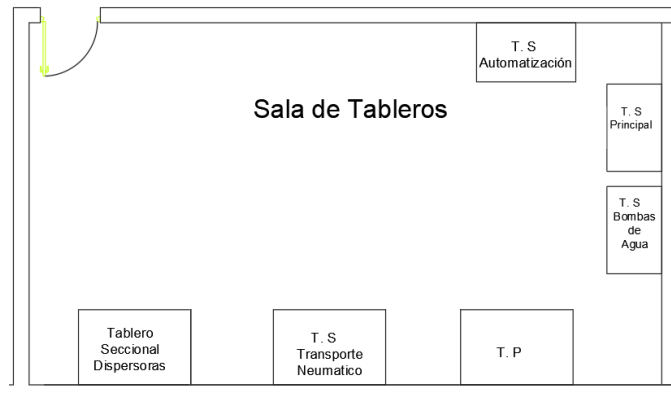 T. S
Automatización
Sala de Tableros
T. S
Principal
T. S
Bombas
de
Agua
Tablero
Seccional
Dispersoras
T. S
Transporte
Neumatico
T. P